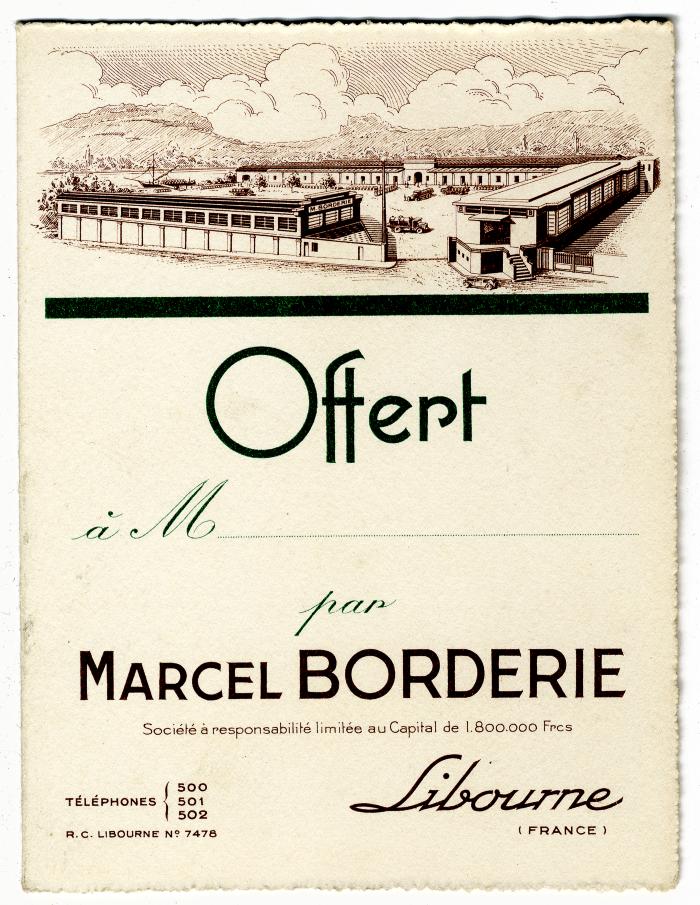 M. BORDERIE
Offert
à M
par
MARCEL BORDERIE
Société à responsabilité limitée au Capital de 1.800.000 Frcs
TÉLÉPHONES { 500
501
502
R.C. LIBOURNE Nº 7478
Libourne
(FRANCE)